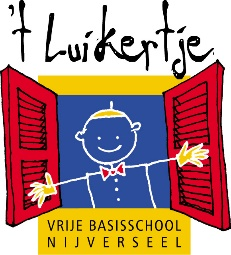 't Luikertje
VRIJE BASISSCHOOL
NIJVERSEEL